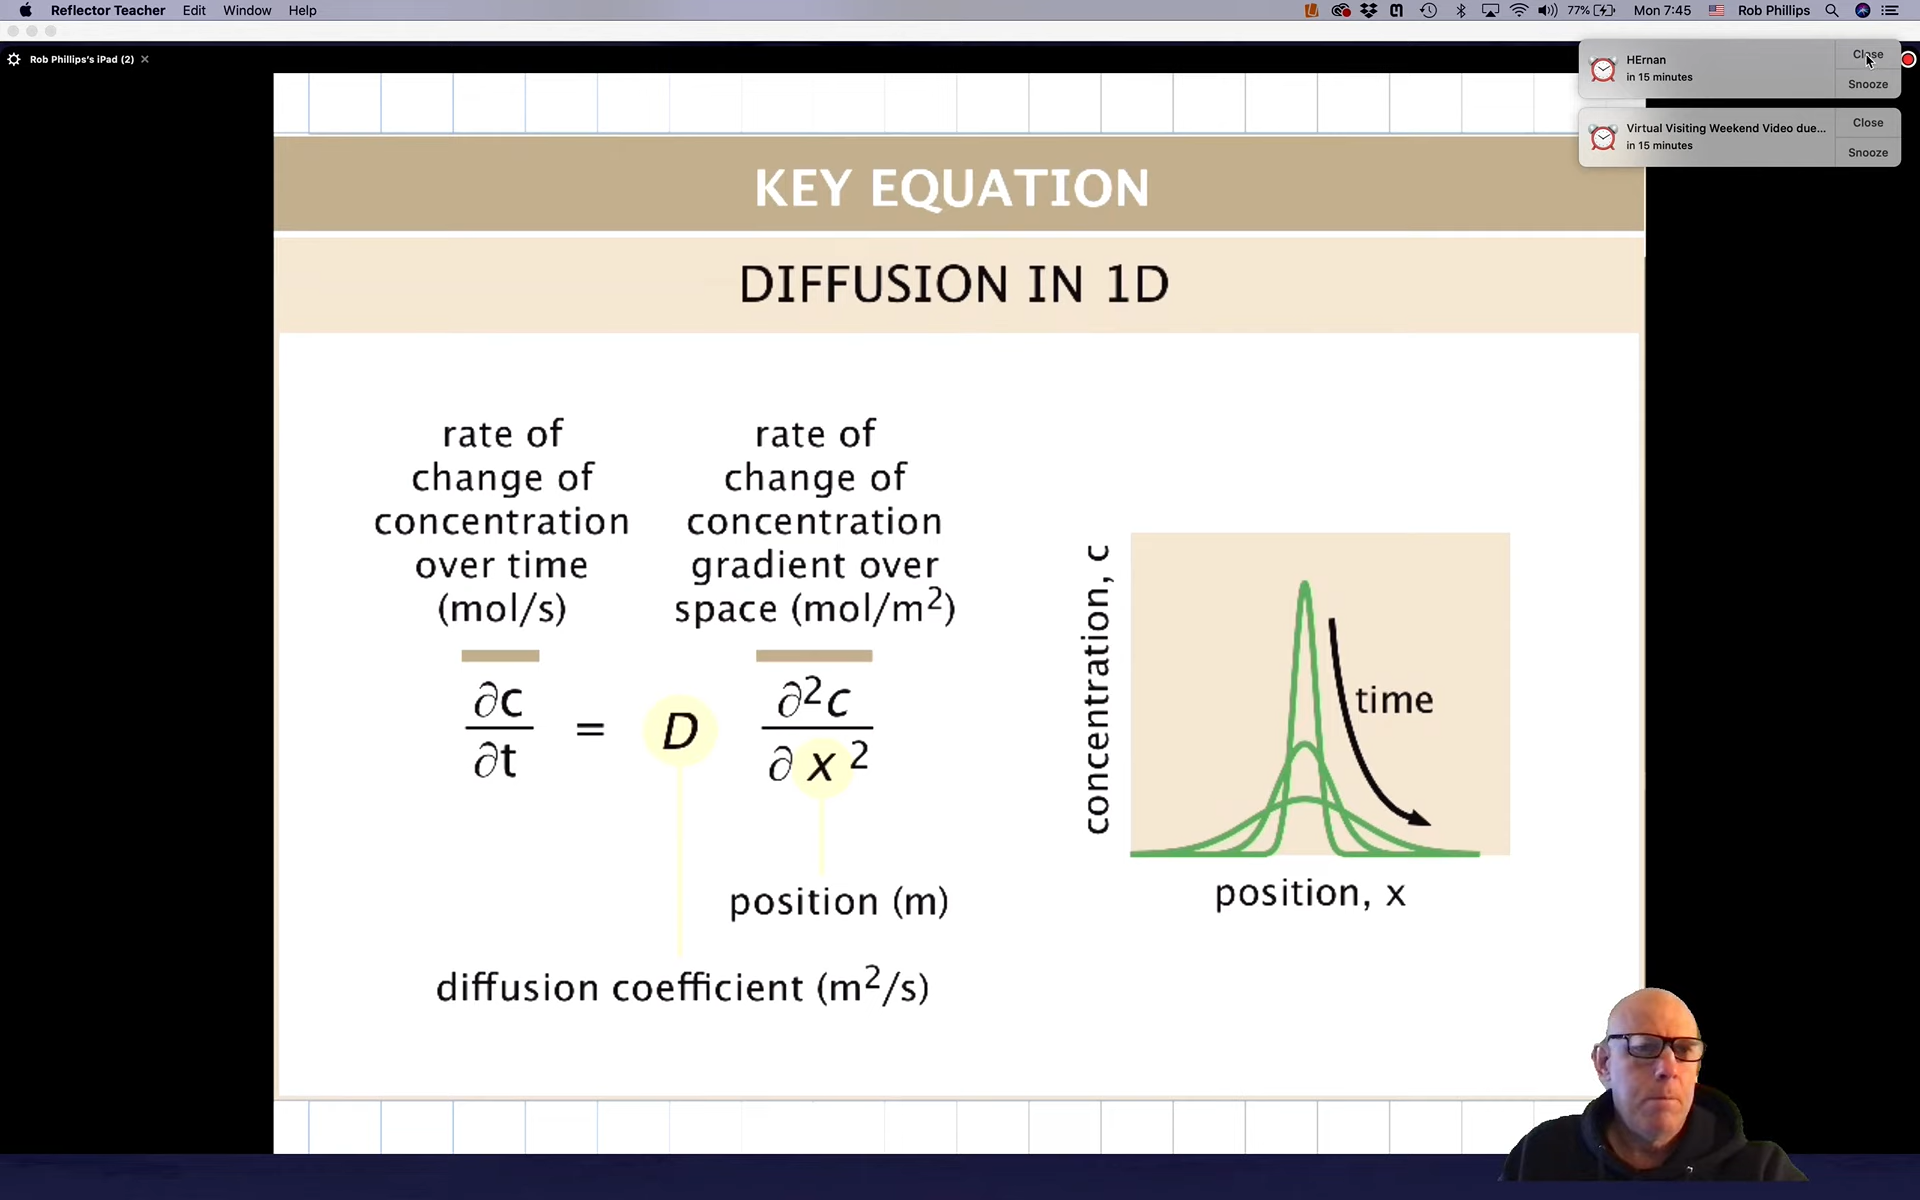 Reflector Teacher Edit Window Help 77% Mon 7:45 Rob Phillips
Rob Phillips's iPad (2)
HErnan
in 15 minutes
Close
Snooze
Virtual Visiting Weekend Video due...
in 15 minutes
Close
Snooze
KEY EQUATION
DIFFUSION IN 1D
rate of
change of
concentration
over time
(mol/s)
rate of
change of
concentration
gradient over
space (mol/m²)
∂c/∂t = D ∂²c/∂x²
position (m)
diffusion coefficient (m²/s)
concentration, c
time
position, x